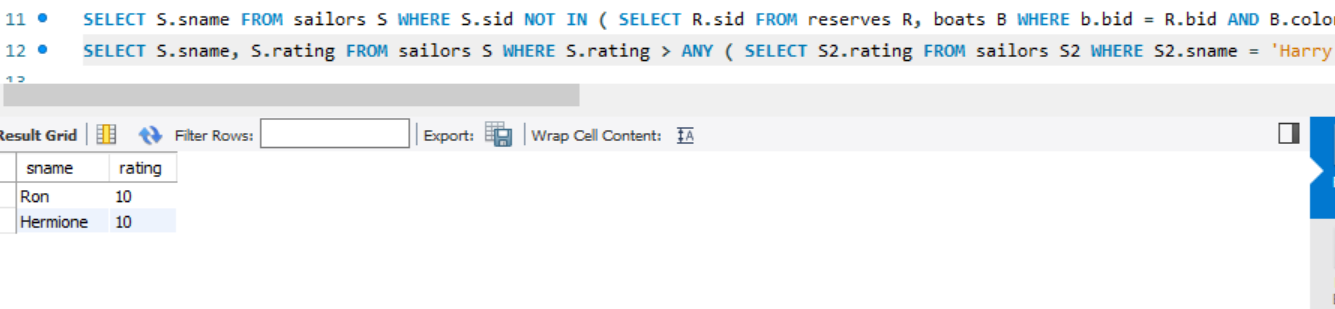 11 SELECT S.sname FROM sailors S WHERE S.sid NOT IN ( SELECT R.sid FROM reserves R, boats B WHERE b.bid = R.bid AND
12 SELECT S.sname, S.rating FROM sailors S WHERE S.rating > ANY ( SELECT S2.rating FROM sailors S2 WHERE S2.sname = 'Harry
13
Result Grid Filter Rows: Export: Wrap Cell Content: IA
sname rating
Ron 10
Hermione 10